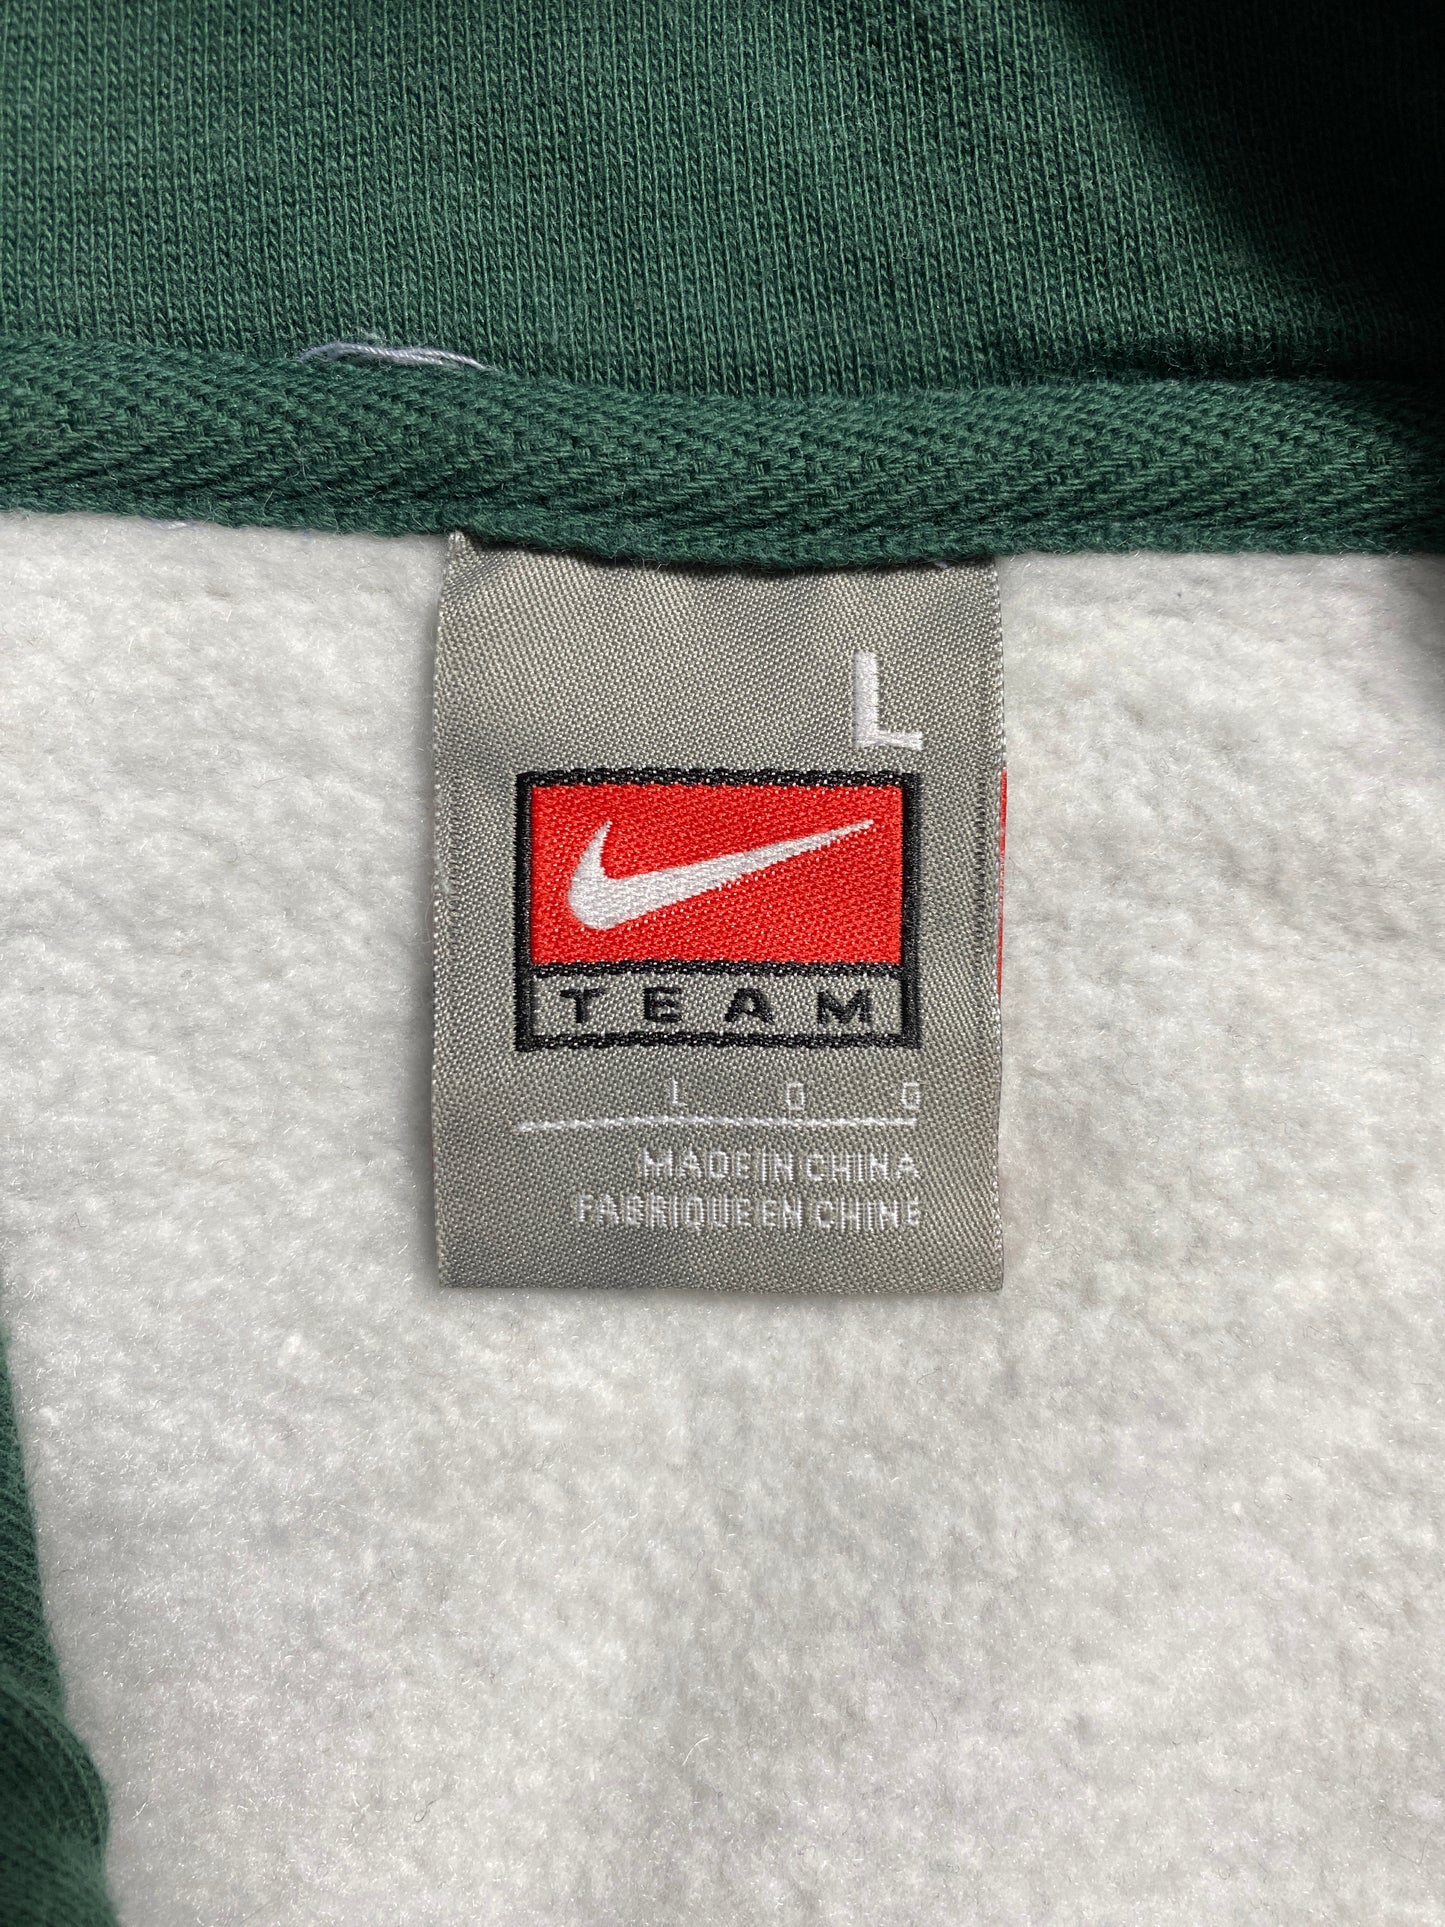 L
TEAM
L G G
MADE IN CHINA
FABRIQUE EN CHINE